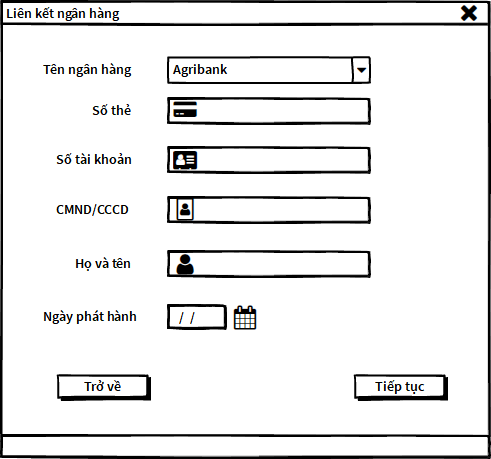 Liên kết ngân hàng
Tên ngân hàng Agribank
Số thẻ
Số tài khoản
CMND/CCCD
Họ và tên
Ngày phát hành / /
Trở về Tiếp tục